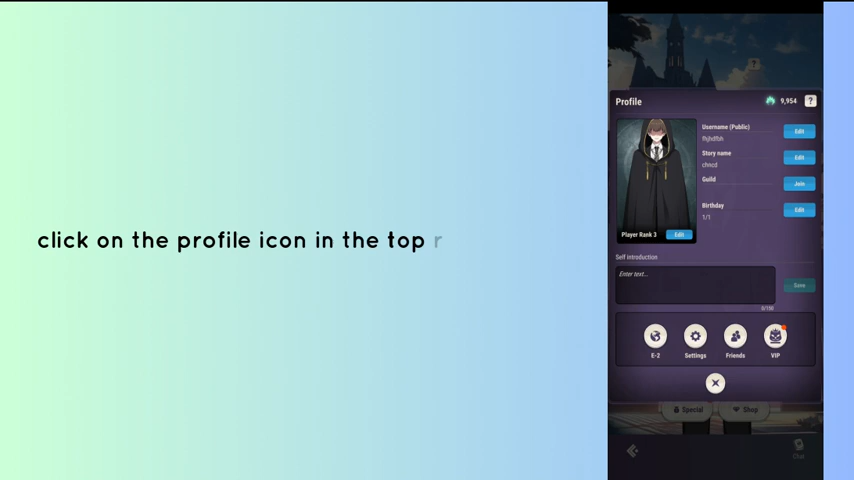 click on the profile icon in the top r
Profile
9,954
?
Username (Public)
fhjhdfbh
Edit
Story name
chncd
Edit
Guild
Join
Birthday
1/1
Edit
Player Rank 3
Edit
Self introduction
Enter text...
Save
0/150
E-2
Settings
Friends
VIP
Special
Shop
Chat